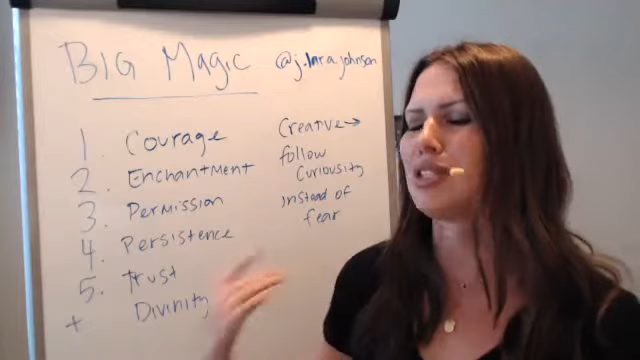 BIG MagIC @j.lara.johnson
1. Courage
2. Enchantment
3. Permission
4. Persistence
5. Trust
+ Divinity
Creative →
follow
Curiousity
instead of
fear